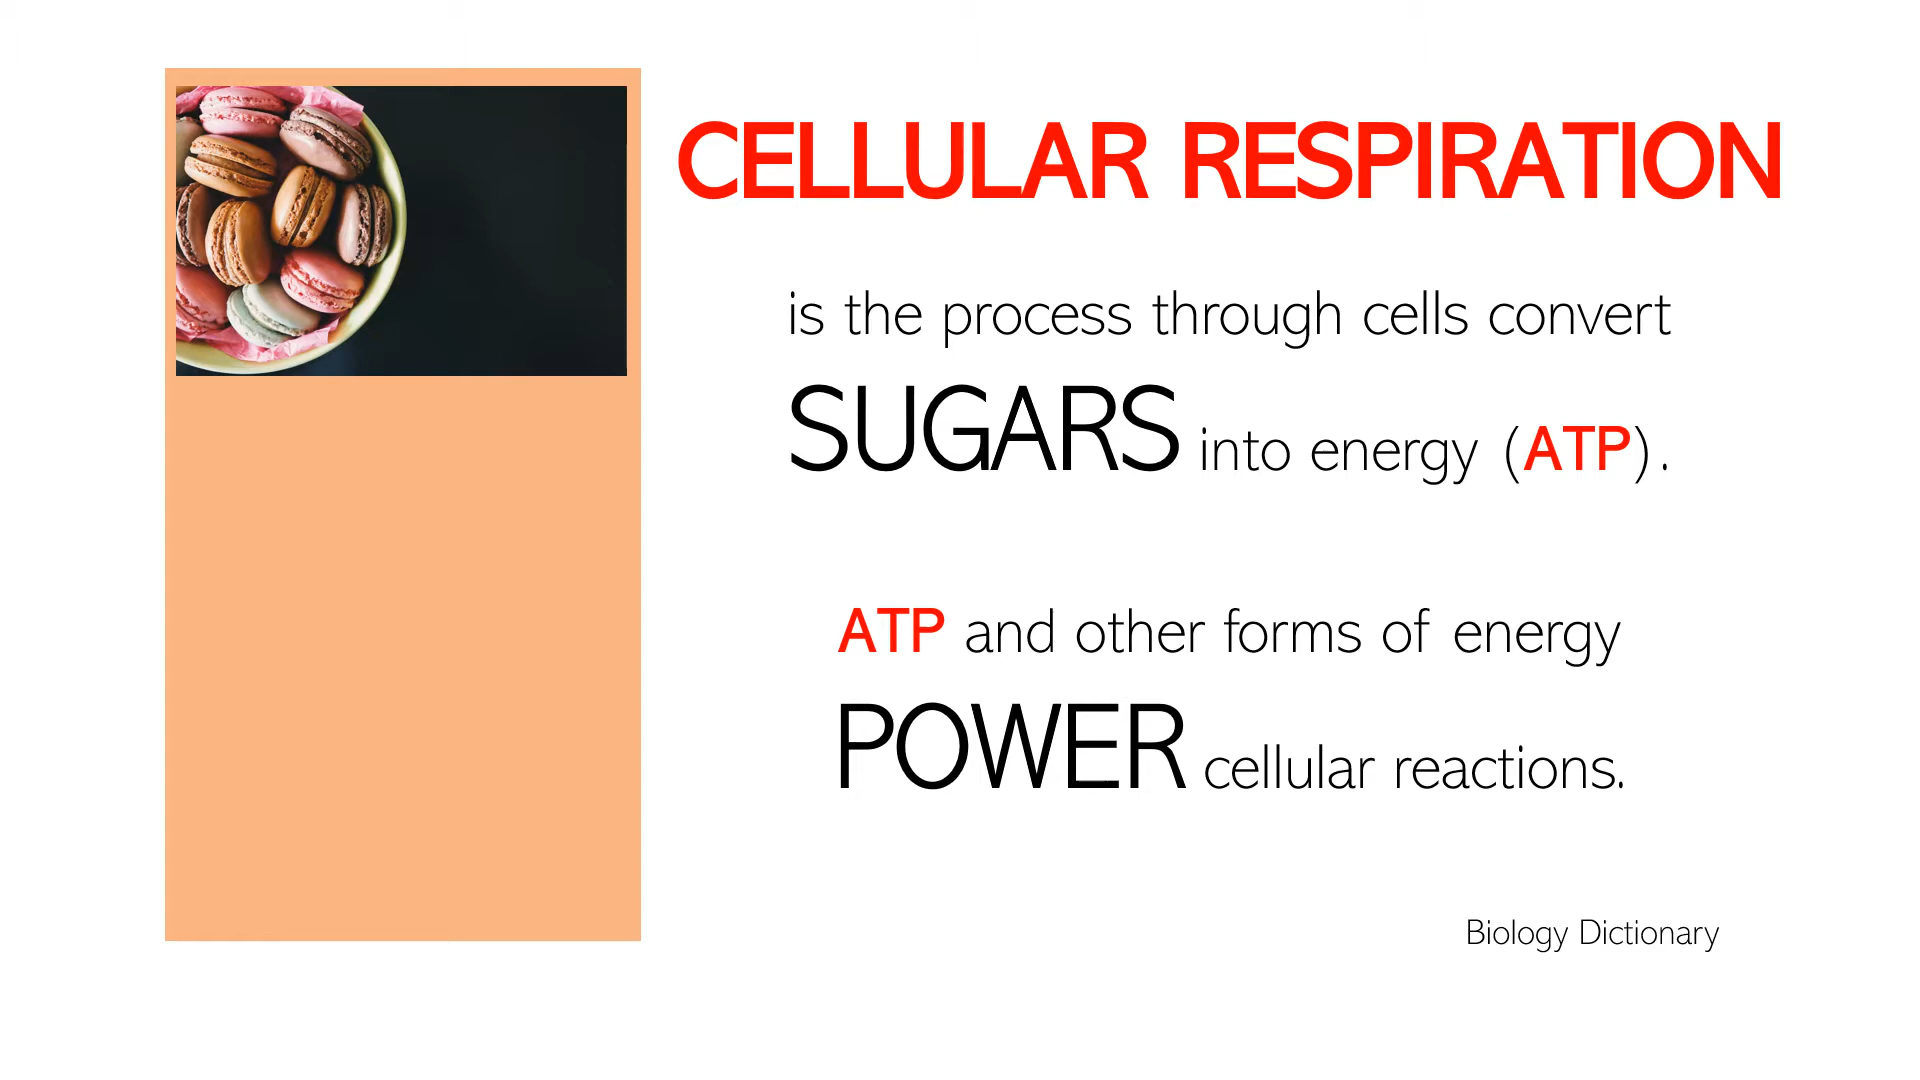 CELLULAR RESPIRATION
is the process through cells convert
SUGARS into energy (ATP).
ATP and other forms of energy
POWER cellular reactions.
Biology Dictionary